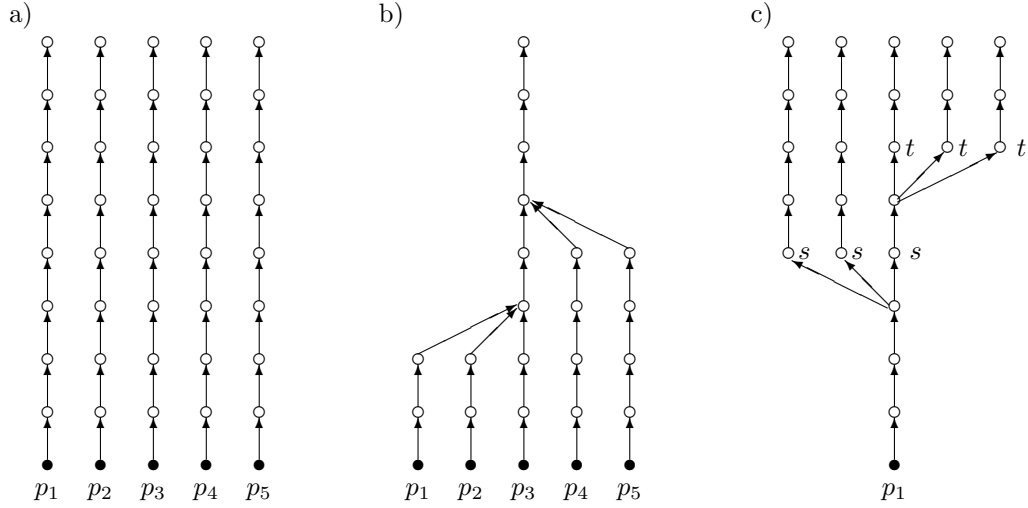 a) b) c)
t t t
s s s
p₁ p₂ p₃ p₄ p₅ p₁ p₂ p₃ p₄ p₅ p₁